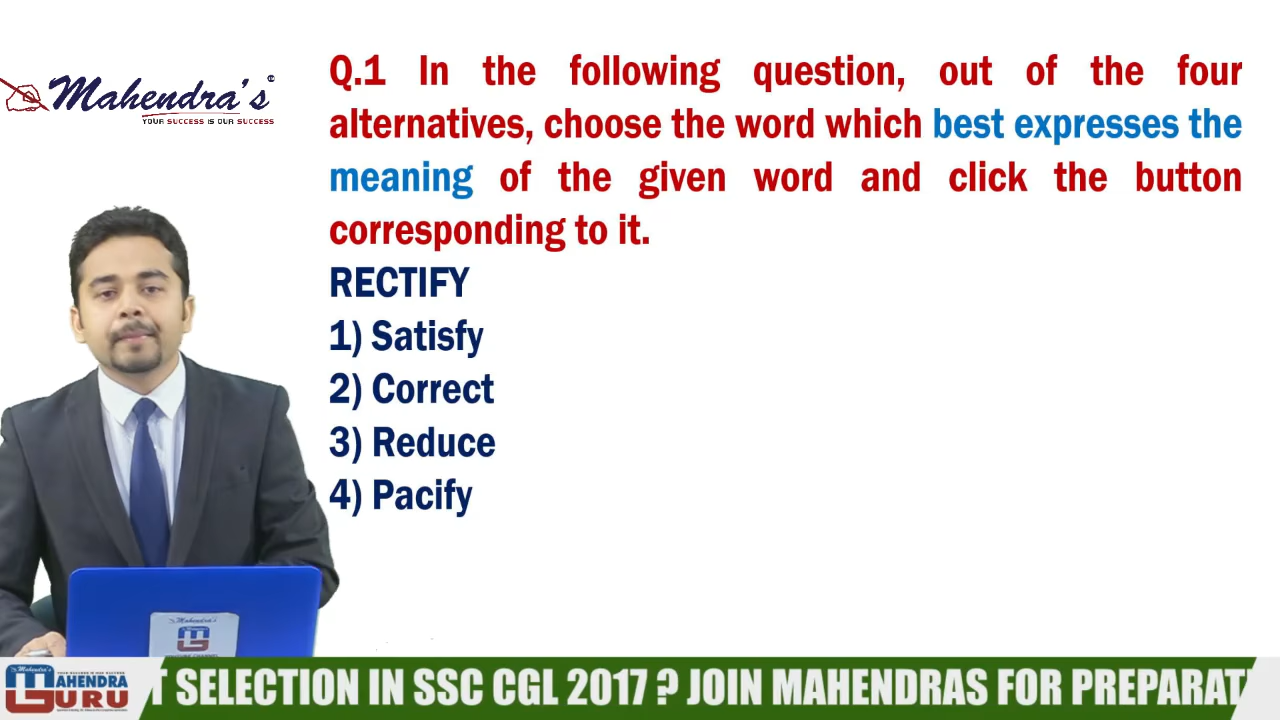 Mahendra's
YOUR SUCCESS IS OUR SUCCESS
Q.1 In the following question, out of the four
alternatives, choose the word which best expresses the
meaning of the given word and click the button
corresponding to it.
RECTIFY
1) Satisfy
2) Correct
3) Reduce
4) Pacify
Mahendra's
MAHENDRA
GURU
T SELECTION IN SSC CGL 2017 ? JOIN MAHENDRAS FOR PREPARAT